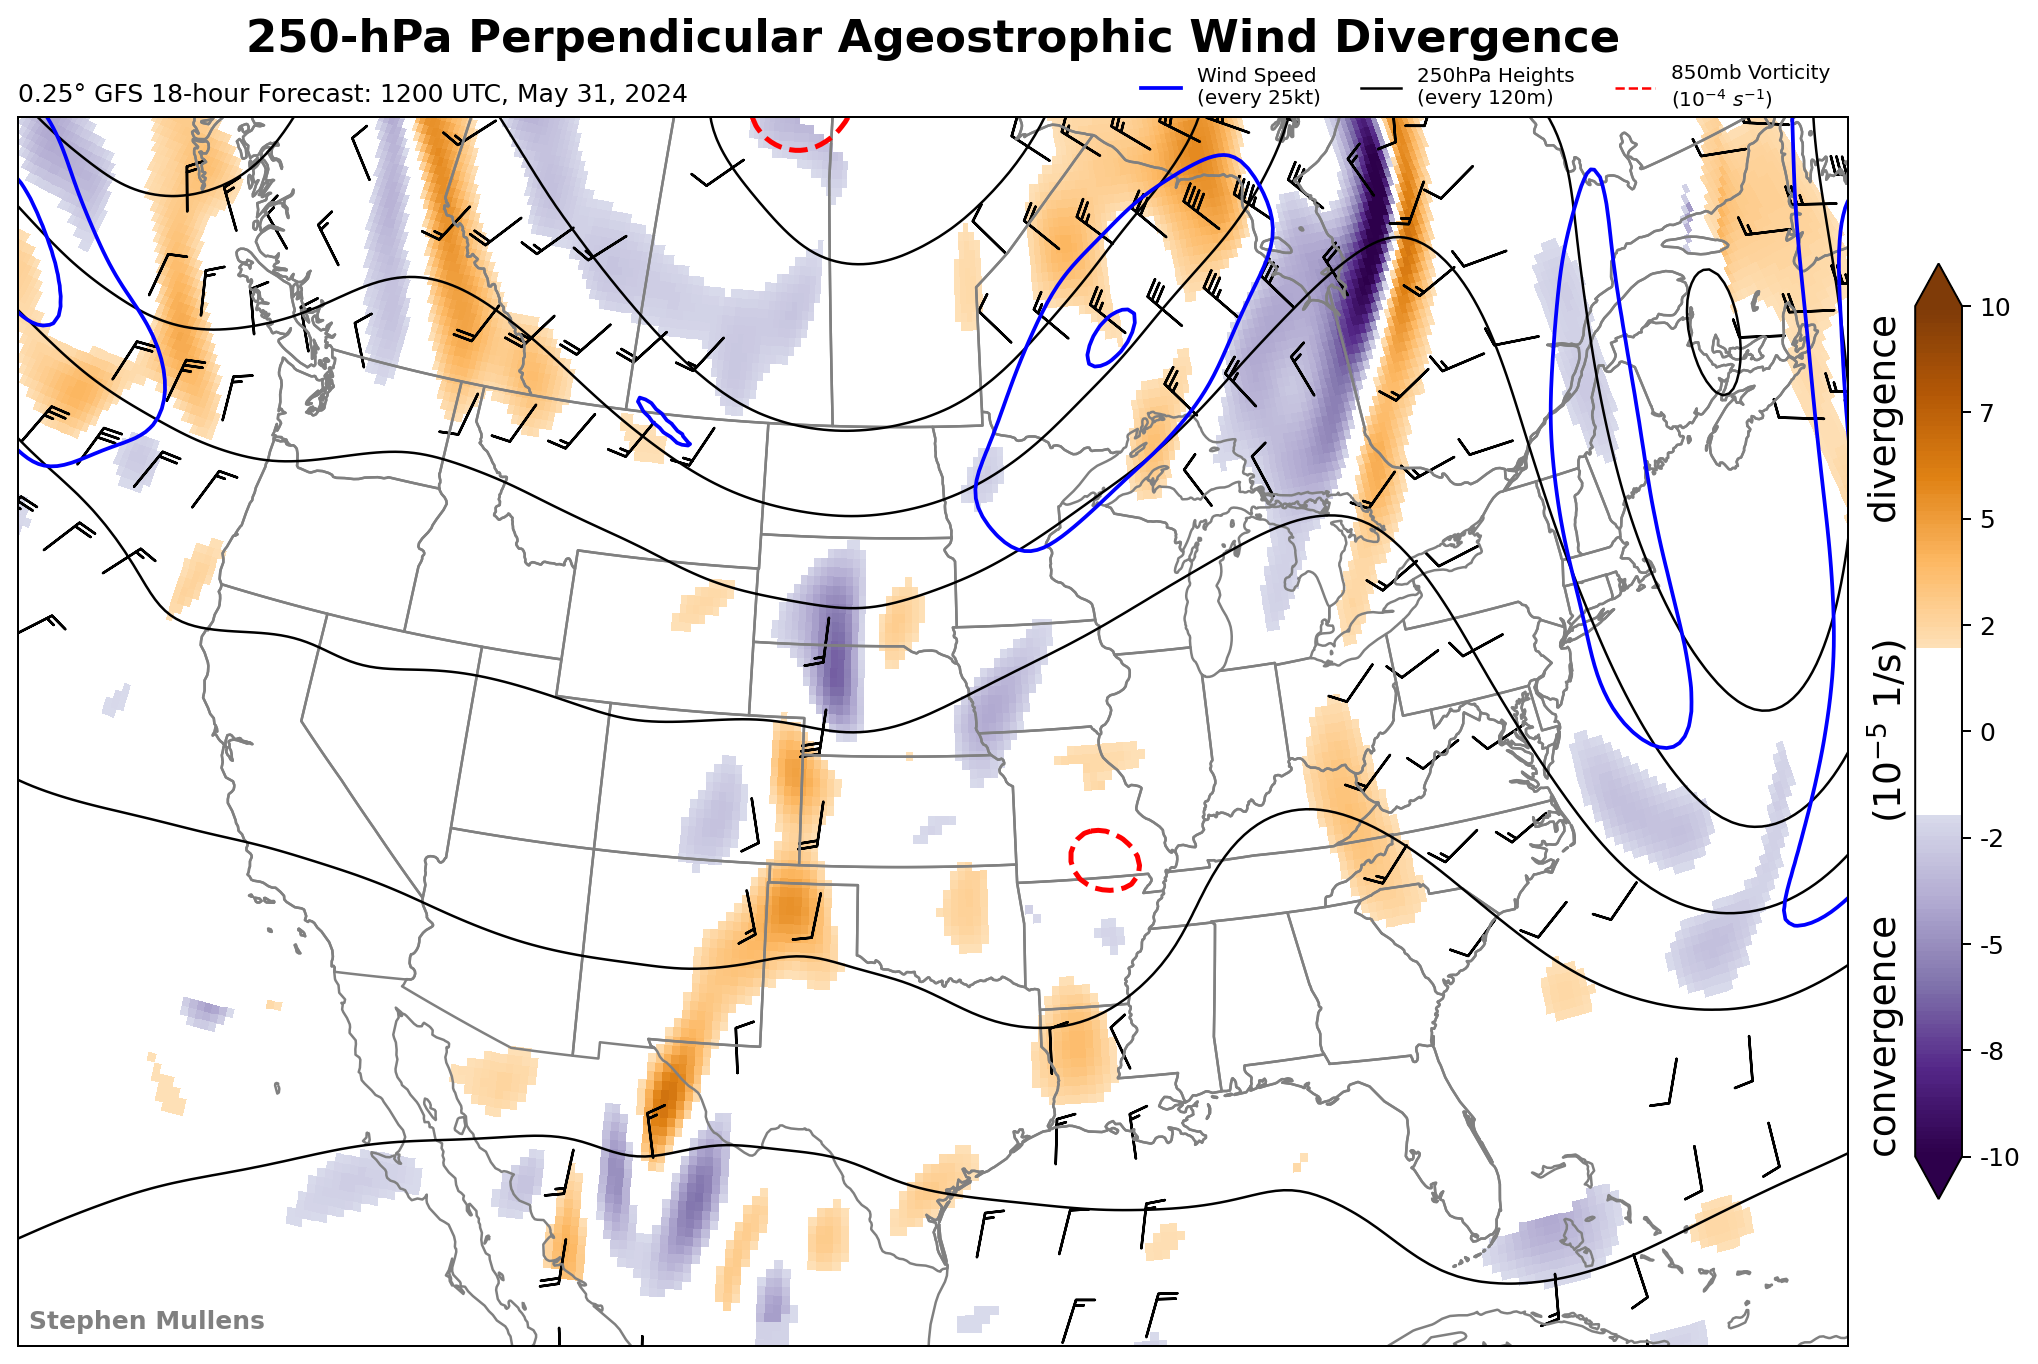 250-hPa Perpendicular Ageostrophic Wind Divergence
0.25° GFS 18-hour Forecast: 1200 UTC, May 31, 2024
Wind Speed
(every 25kt)
250hPa Heights
(every 120m)
850mb Vorticity
(10⁻⁴ s⁻¹)
10
7
5
2
0
-2
-5
-8
-10
convergence (10⁻⁵ 1/s) divergence
Stephen Mullens